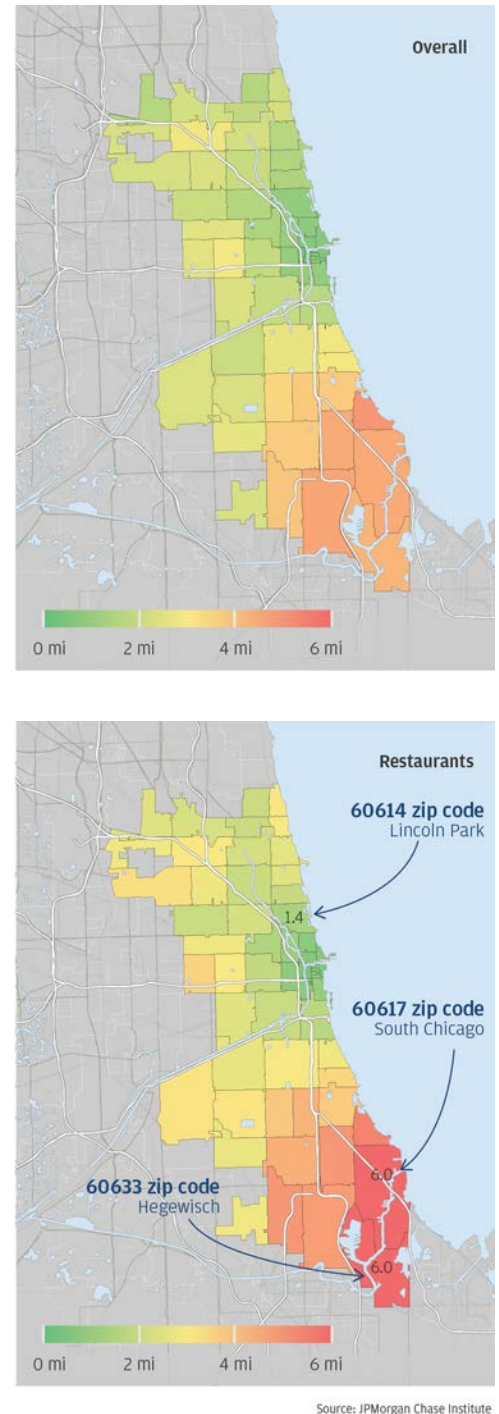 Overall
0 mi 2 mi 4 mi 6 mi
Restaurants
60614 zip code
Lincoln Park
1.4
60617 zip code
South Chicago
6.0
60633 zip code
Hegewisch
6.0
0 mi 2 mi 4 mi 6 mi
Source: JPMorgan Chase Institute